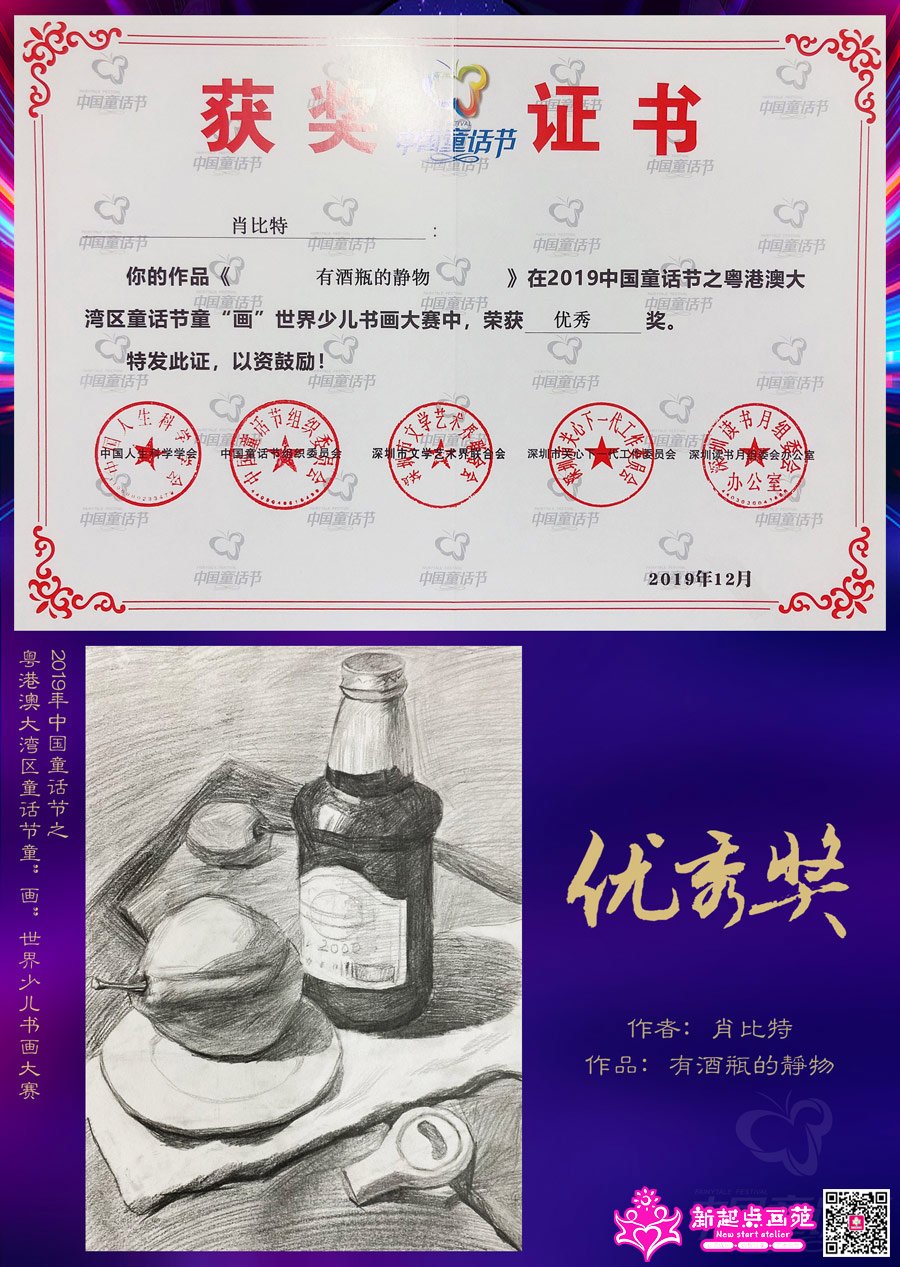 获奖证书
FESTIVAL
中国童话节
肖比特：
你的作品《有酒瓶的静物》在2019中国童话节之粤港澳大
湾区童话节童“画”世界少儿书画大赛中，荣获 优秀 奖。
特发此证，以资鼓励！
中国人生科学学会
中国童话节组织委员会
深圳市文学艺术界联合会
深圳市关心下一代工作委员会
深圳读书月组委会办公室
2019年12月
2019年中国童话节之
粤港澳大湾区童话节童“画”世界少儿书画大赛
2000
优秀奖
作者：肖比特
作品：有酒瓶的静物
FAIRYTALE FESTIVAL
中国童话节
新起点画苑
New start atelier